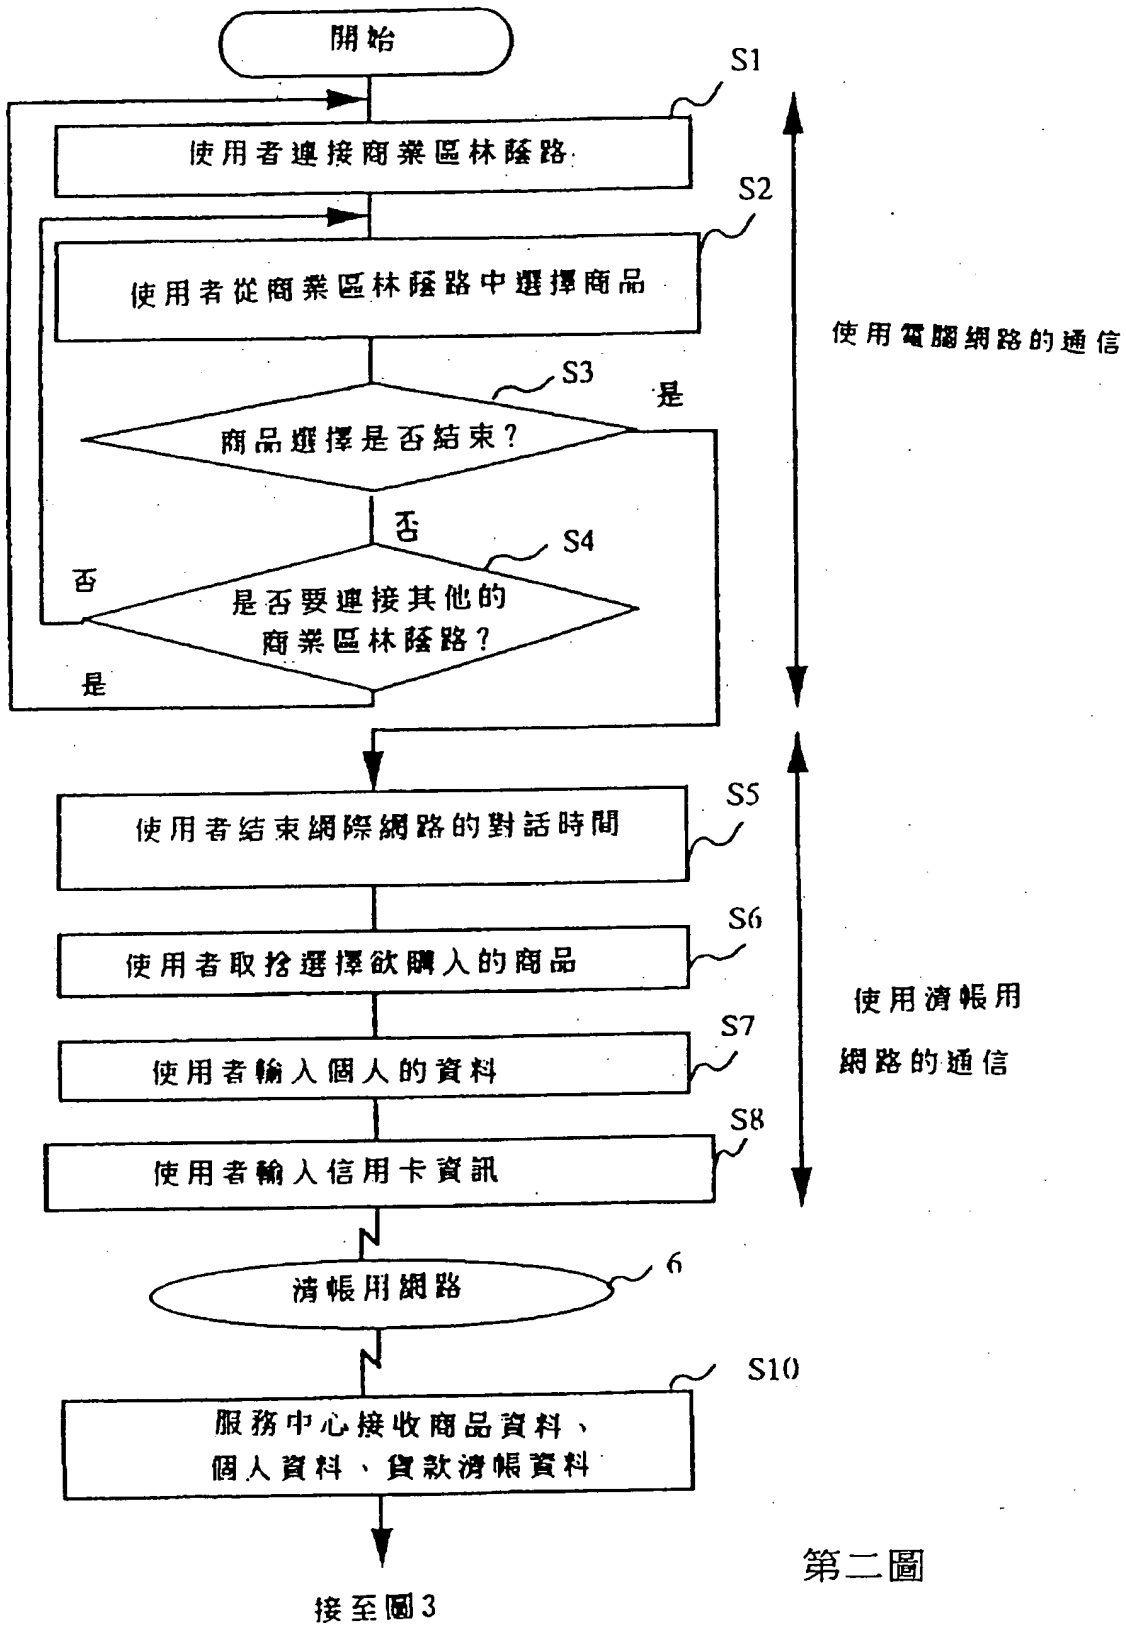 開始
S1
使用者連接商業區林蔭路
S2
使用者從商業區林蔭路中選擇商品
使用電腦網路的通信
S3
是
商品選擇是否結束?
否
S4
否
是否要連接其他的
商業區林蔭路?
是
S5
使用者結束網際網路的對話時間
S6
使用者取捨選擇欲購入的商品
使用清帳用
網路的通信
S7
使用者輸入個人的資料
S8
使用者輸入信用卡資訊
6
清帳用網路
S10
服務中心接收商品資料、
個人資料、貨款清帳資料
第二圖
接至圖3